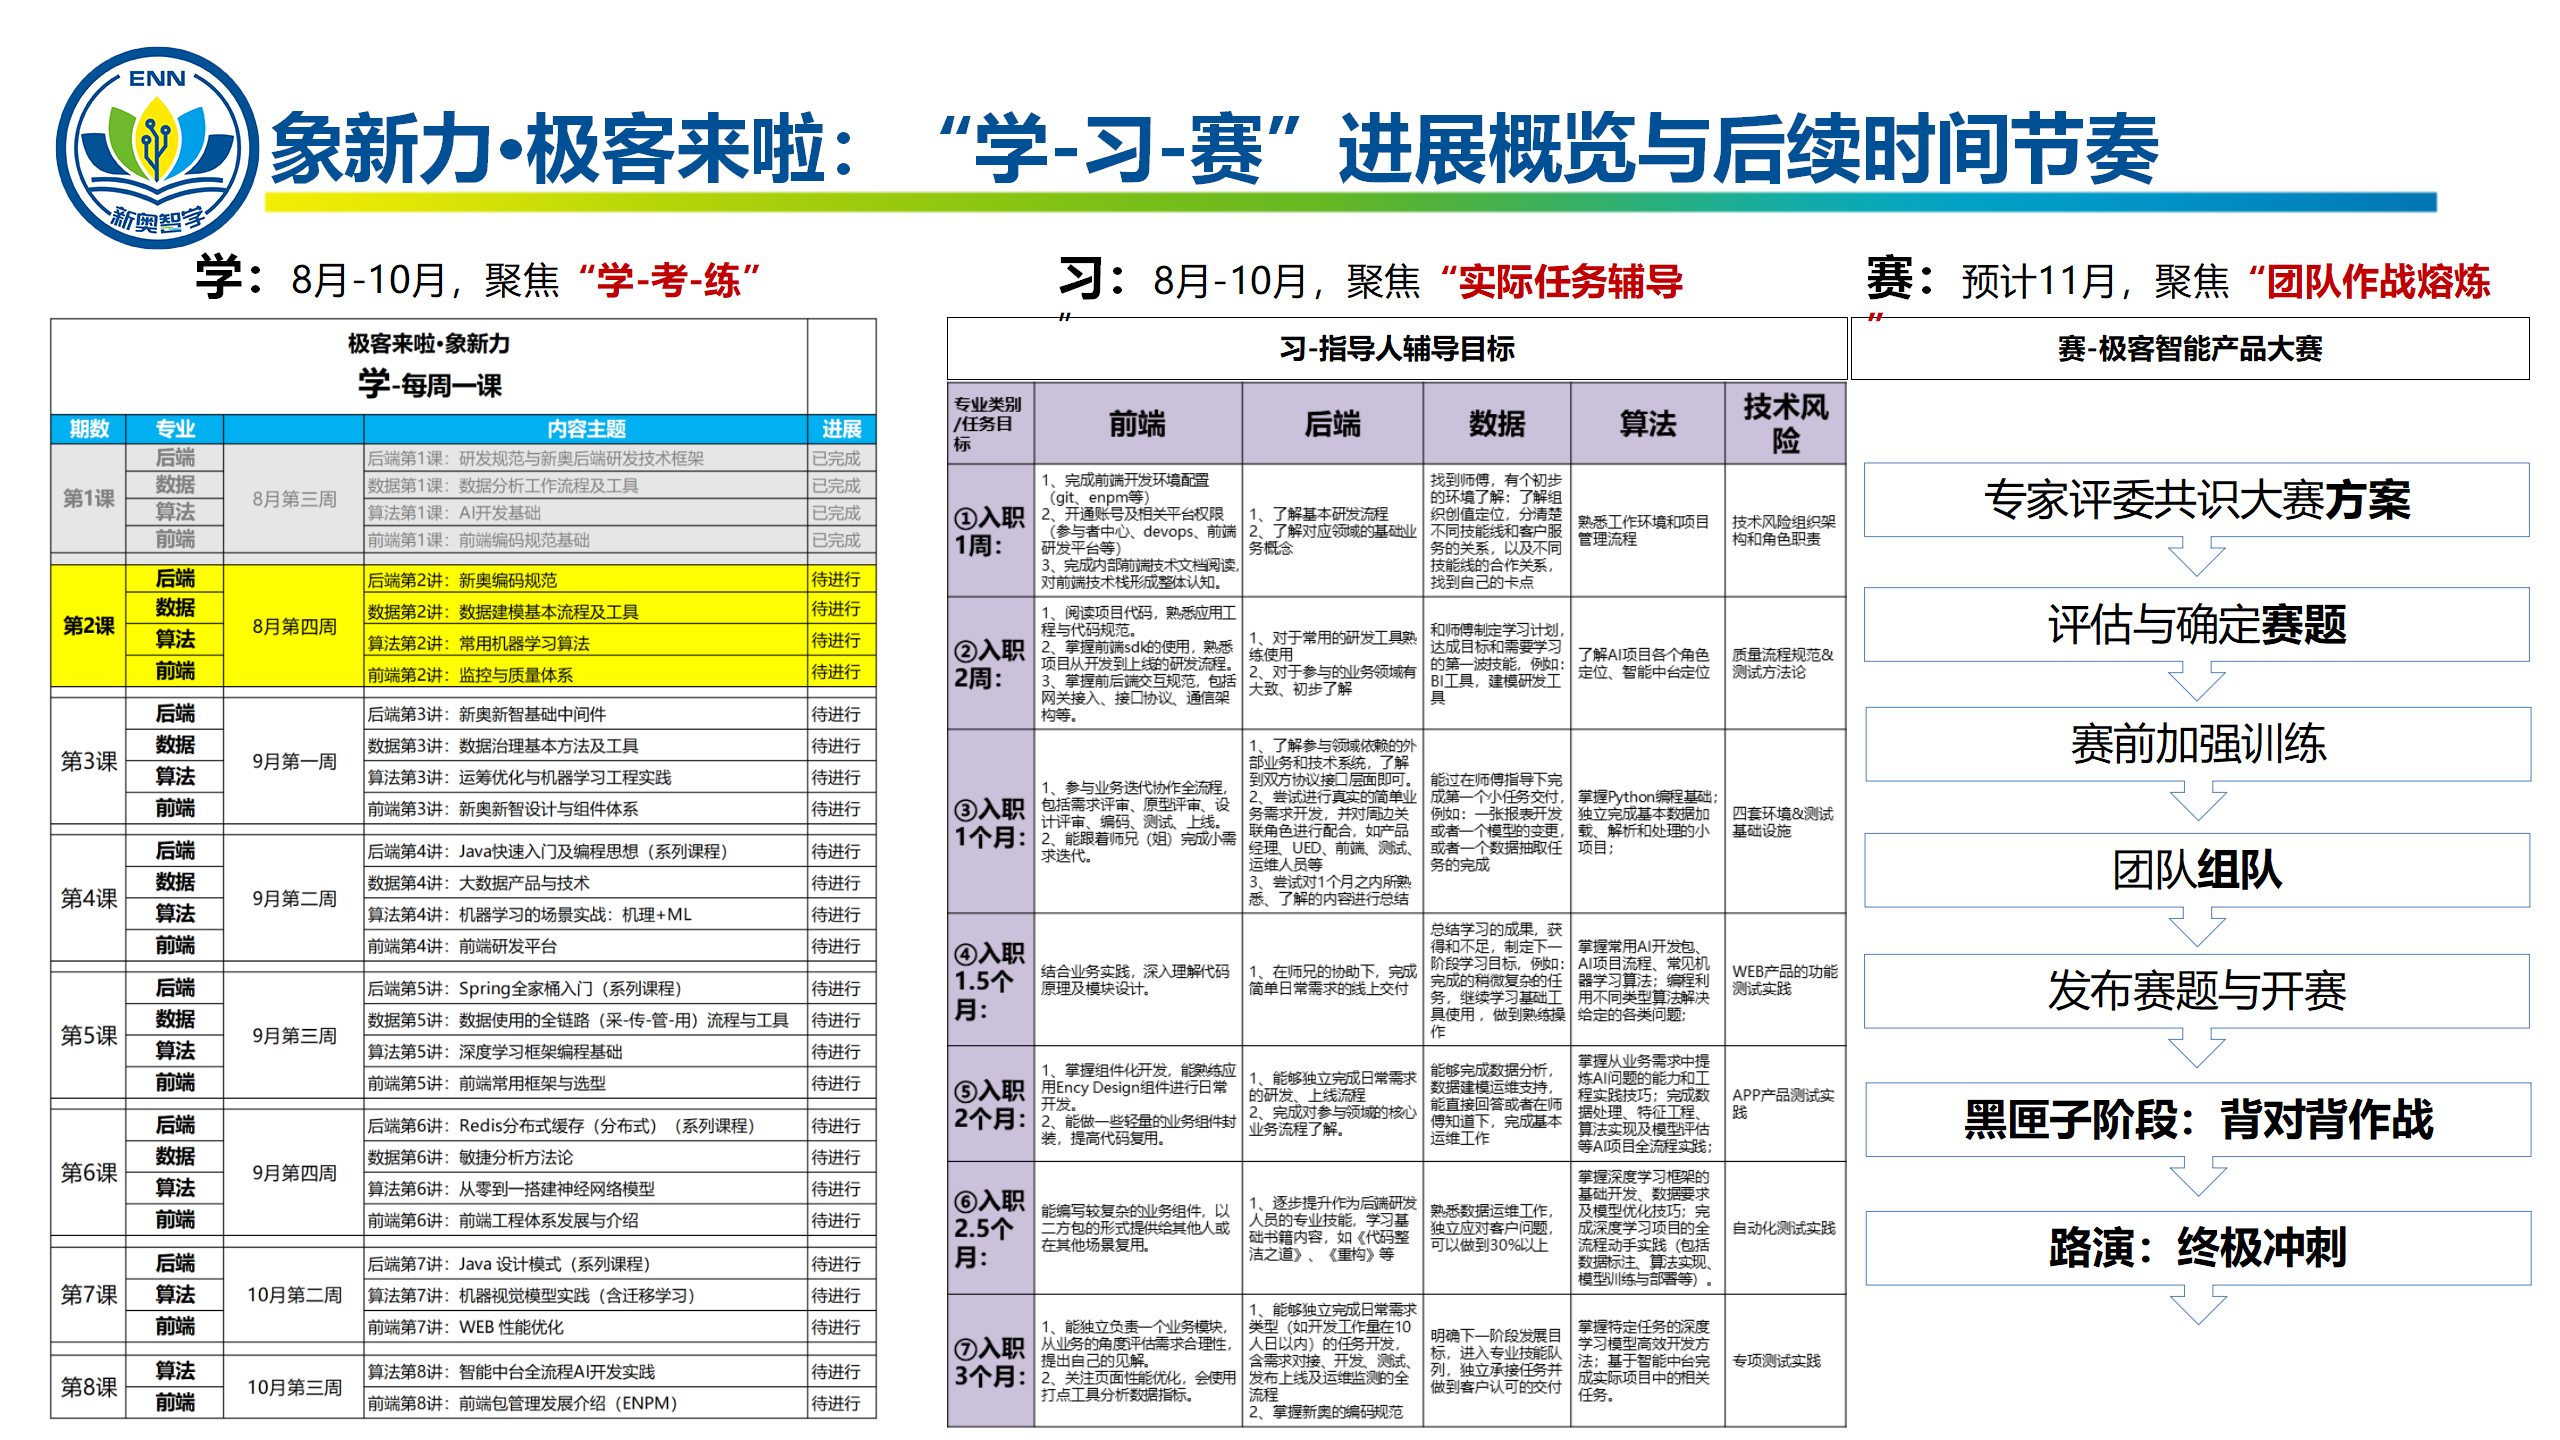 ENN
新奥智学
象新力·极客来啦：“学-习-赛”进展概览与后续时间节奏
学：8月-10月，聚焦“学-考-练”
极客来啦·象新力
学-每周一课
期数 专业 内容主题 进展
第1课 8月第三周
后端 后端第1课：研发规范与新奥后端研发技术框架 已完成
数据 数据第1课：数据分析工作流程及工具 已完成
算法 算法第1课：AI开发基础 已完成
前端 前端第1课：前端编码规范基础 已完成
第2课 8月第四周
后端 后端第2讲：新奥编码规范 待进行
数据 数据第2讲：数据建模基本流程及工具 待进行
算法 算法第2讲：常用机器学习算法 待进行
前端 前端第2讲：监控与质量体系 待进行
第3课 9月第一周
后端 后端第3讲：新奥新智基础中间件 待进行
数据 数据第3讲：数据治理基本方法及工具 待进行
算法 算法第3讲：运筹优化与机器学习工程实践 待进行
前端 前端第3讲：新奥新智设计与组件体系 待进行
第4课 9月第二周
后端 后端第4讲：Java快速入门及编程思想（系列课程） 待进行
数据 数据第4讲：大数据产品与技术 待进行
算法 算法第4讲：机器学习的场景实战：机理+ML 待进行
前端 前端第4讲：前端研发平台 待进行
第5课 9月第三周
后端 后端第5讲：Spring全家桶入门（系列课程） 待进行
数据 数据第5讲：数据使用的全链路（采-传-管-用）流程与工具 待进行
算法 算法第5讲：深度学习框架编程基础 待进行
前端 前端第5讲：前端常用框架与选型 待进行
第6课 9月第四周
后端 后端第6讲：Redis分布式缓存（分布式）（系列课程） 待进行
数据 数据第6讲：敏捷分析方法论 待进行
算法 算法第6讲：从零到一搭建神经网络模型 待进行
前端 前端第6讲：前端工程体系发展与介绍 待进行
第7课 10月第二周
后端 后端第7讲：Java 设计模式（系列课程） 待进行
算法 算法第7讲：机器视觉模型实践（含迁移学习） 待进行
前端 前端第7讲：WEB 性能优化 待进行
第8课 10月第三周
算法 算法第8讲：智能中台全流程AI开发实践 待进行
前端 前端第8讲：前端包管理发展介绍（ENPM） 待进行
习：8月-10月，聚焦“实际任务辅导
”
习-指导人辅导目标
专业类别
/任务目
标
前端
后端
数据
算法
技术风
险
①入职
1周：
1、完成前端开发环境配置
（git、enpm等）
2、开通账号及相关平台权限
（参与者中心、devops、前端
研发平台等）
3、完成内部前端技术文档阅读，
对前端技术栈形成整体认知。
1、了解基本研发流程
2、了解对应领域的基础业
务概念
找到师傅，有个初步
的环境了解：了解组
织创值定位，分清楚
不同技能线和客户服
务的关系，以及不同
技能线的合作关系，
找到自己的卡点
熟悉工作环境和项目
管理流程
技术风险组织架
构和角色职责
②入职
2周：
1、阅读项目代码，熟悉应用工
程与代码规范。
2、掌握前端sdk的使用，熟悉
项目从开发到上线的研发流程。
3、掌握前后端交互规范，包括
网关接入、接口协议、通信架
构等。
1、对于常用的研发工具熟
练使用
2、对于参与的业务领域有
大致、初步了解
和师傅制定学习计划，
达成目标和需要学习
的第一波技能，例如：
BI工具，建模研发工
具
了解AI项目各个角色
定位、智能中台定位
质量流程规范&
测试方法论
③入职
1个月：
1、参与业务迭代协作全流程，
包括需求评审、原型评审、设
计评审、编码、测试、上线。
2、能跟着师兄（姐）完成小需
求迭代。
1、了解参与领域依赖的外
部业务和技术系统，了解
到双方协议接口层面即可。
2、尝试进行真实的简单业
务需求开发，并对周边关
联角色进行配合，如产品
经理、UED、前端、测试、
运维人员等
3、尝试对1个月之内所熟
悉、了解的内容进行总结
能过在师傅指导下完
成第一个小任务交付，
例如：一张报表开发
或者一个模型的变更，
或者一个数据抽取任
务的完成
掌握Python编程基础；
独立完成基本数据加
载、解析和处理的小
项目；
四套环境&测试
基础设施
④入职
1.5个
月：
结合业务实践，深入理解代码
原理及模块设计。
1、在师兄的协助下，完成
简单日常需求的线上交付
总结学习的成果，获
得和不足，制定下一
阶段学习目标，例如：
完成的稍微复杂的任
务，继续学习基础工
具使用，做到熟练操
作
掌握常用AI开发包、
AI项目流程、常见机
器学习算法；编程利
用不同类型算法解决
给定的各类问题；
WEB产品的功能
测试实践
⑤入职
2个月：
1、掌握组件化开发，能熟练应
用Ency Design组件进行日常
开发。
2、能做一些轻量的业务组件封
装，提高代码复用。
1、能够独立完成日常需求
的研发、上线流程
2、完成对参与领域的核心
业务流程了解。
能够完成数据分析，
数据建模运维支持，
能直接回答或者在师
傅知道下，完成基本
运维工作
掌握从业务需求中提
炼AI问题的能力和工
程实践技巧；完成数
据处理、特征工程、
算法实现及模型评估
等AI项目全流程实践；
APP产品测试实
践
⑥入职
2.5个
月：
能编写较复杂的业务组件，以
二方包的形式提供给其他人或
在其他场景复用。
1、逐步提升作为后端研发
人员的专业技能，学习基
础书籍内容，如《代码整
洁之道》、《重构》等
熟悉数据运维工作，
独立应对客户问题，
可以做到30%以上
掌握深度学习框架的
基础开发、数据要求
及模型优化技巧；完
成深度学习项目的全
流程动手实践（包括
数据标注、算法实现、
模型训练与部署等）。
自动化测试实践
⑦入职
3个月：
1、能独立负责一个业务模块，
从业务的角度评估需求合理性，
提出自己的见解。
2、关注页面性能优化，会使用
打点工具分析数据指标。
1、能够独立完成日常需求
类型（如开发工作量在10
人日以内）的任务开发，
含需求对接、开发、测试、
发布上线及运维监测的全
流程
2、掌握新奥的编码规范
明确下一阶段发展目
标，进入专业技能队
列，独立承接任务并
做到客户认可的交付
掌握特定任务的深度
学习模型高效开发方
法；基于智能中台完
成实际项目中的相关
任务。
专项测试实践
赛：预计11月，聚焦“团队作战熔炼
”
赛-极客智能产品大赛
专家评委共识大赛方案
评估与确定赛题
赛前加强训练
团队组队
发布赛题与开赛
黑匣子阶段：背对背作战
路演：终极冲刺